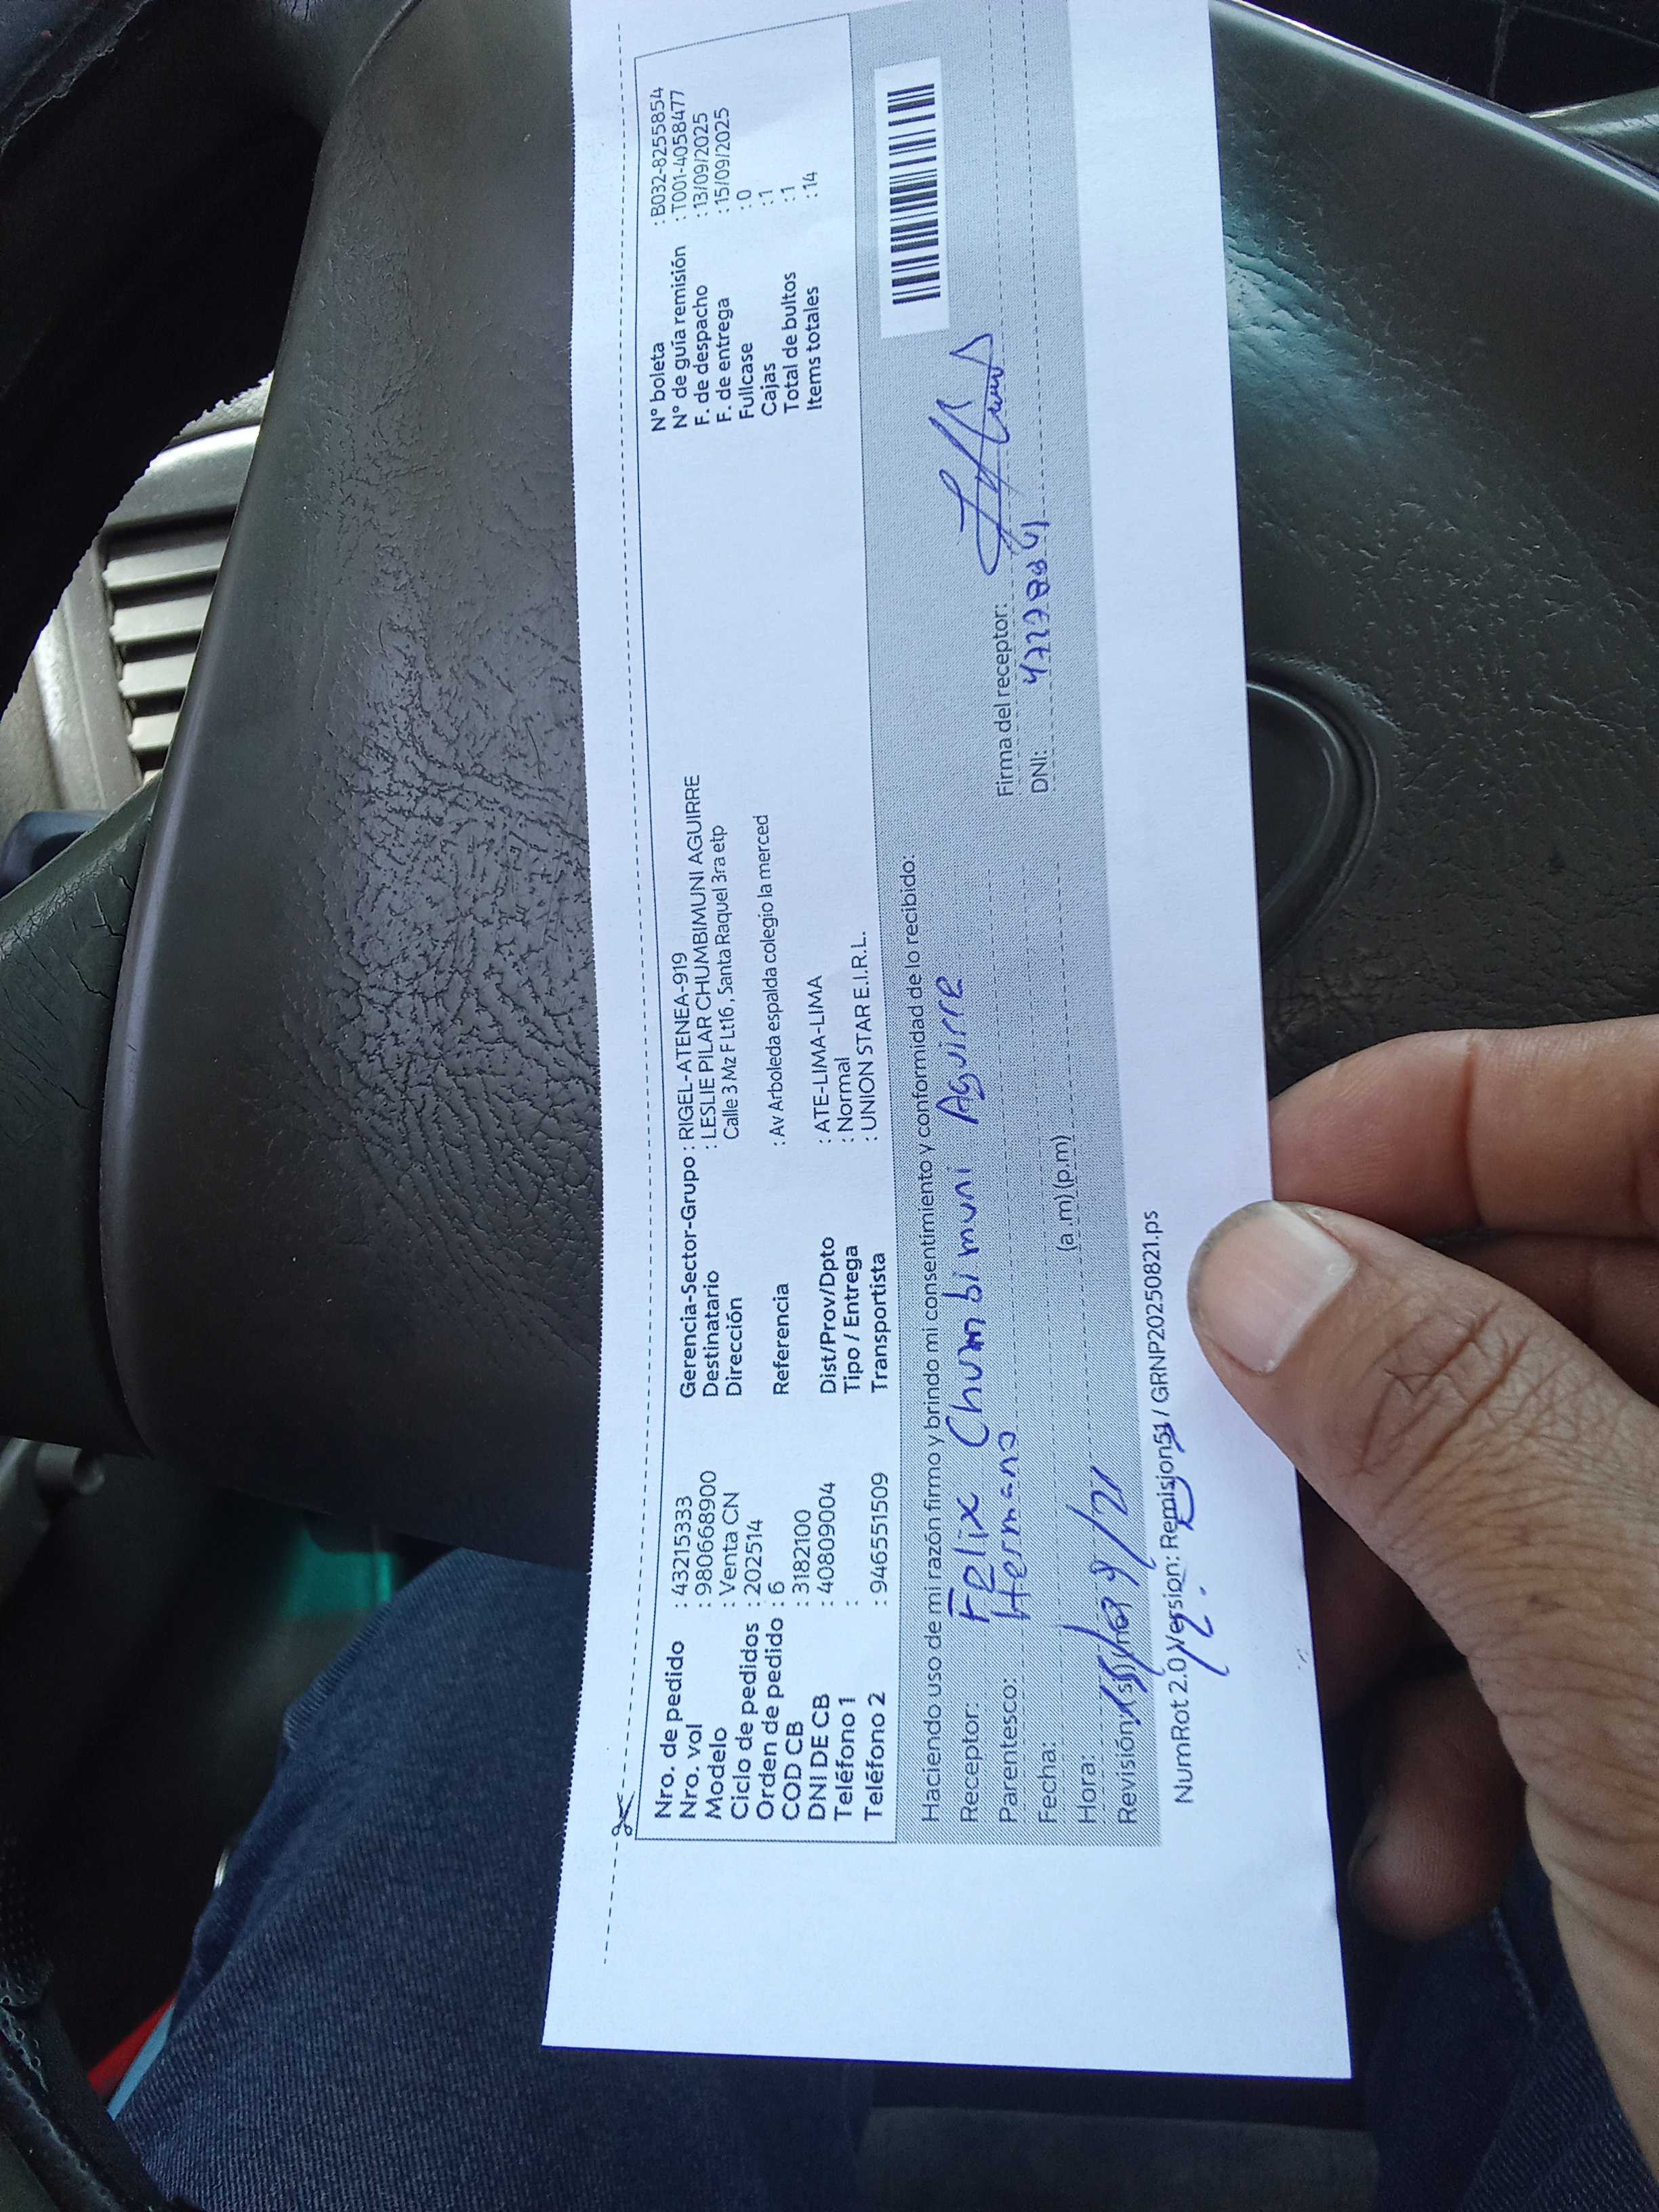 Nro. de pedido : 43215333
Nro. vol : 9806668900
Modelo : Venta CN
Ciclo de pedidos : 202514
Orden de pedido : 6
COD CB : 3182100
DNI DE CB : 40809004
Teléfono 1 :
Teléfono 2 : 946551509
Gerencia-Sector-Grupo : RIGEL-ATENEA-919
Destinatario : LESLIE PILAR CHUMBIMUNI AGUIRRE
Dirección Calle 3 Mz F Lt16 , Santa Raquel 3ra etp
Referencia : Av Arboleda espalda colegio la merced
Dist/Prov/Dpto : ATE-LIMA-LIMA
Tipo / Entrega : Normal
Transportista : UNION STAR E.I.R.L.
N° boleta : B032-8255854
N° de guía remisión : T001-4058477
F. de despacho : 13/09/2025
F. de entrega : 15/09/2025
Fullcase : 0
Cajas : 1
Total de bultos : 1
Items totales : 14
Haciendo uso de mi razón firmo y brindo mi consentimiento y conformidad de lo recibido:
Receptor: Felix Chumbimuni Aguirre
Parentesco: Hermano
Fecha:
Hora: (a .m) (p.m)
Revisión: (si)
Firma del receptor:
DNI:
NumRot 2.0 Version: Remision51 / GRNP20250821.ps